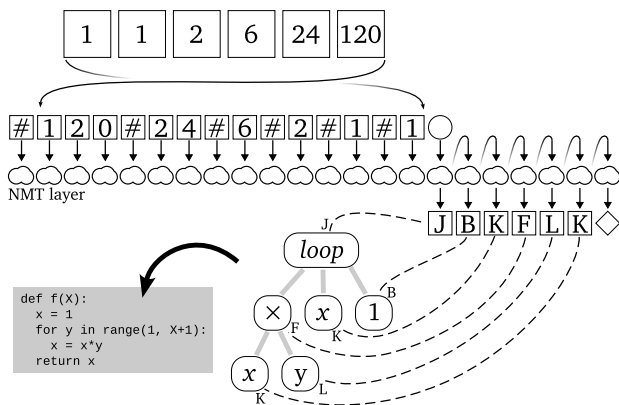 1 1 2 6 24 120
# 1 2 0 # 2 4 # 6 # 2 # 1 # 1
NMT layer
J B K F L K
J
loop
B
× x 1
F K
x y
K L
def f(X):
  x = 1
  for y in range(1, X+1):
    x = x*y
  return x